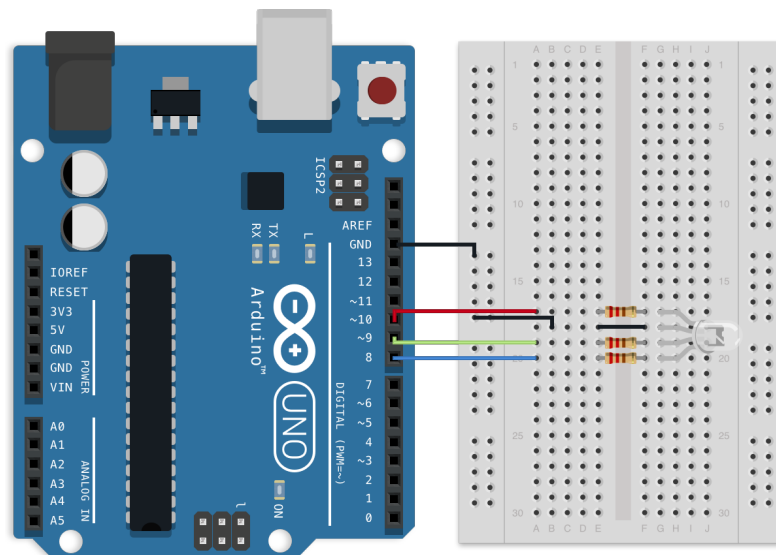 ICSP2
AREF
GND
13
12
~11
~10
~9
8
7
~6
~5
4
~3
2
1
0
DIGITAL (PWM=~)
RX
TX
L
IOREF
RESET
3V3
5V
GND
GND
VIN
POWER
A0
A1
A2
A3
A4
A5
ANALOG IN
Arduino™
UNO
ON
1
A B C D E F G H I J
1 1
5 5
10 10
15 15
20 20
25 25
30 30
A B C D E F G H I J